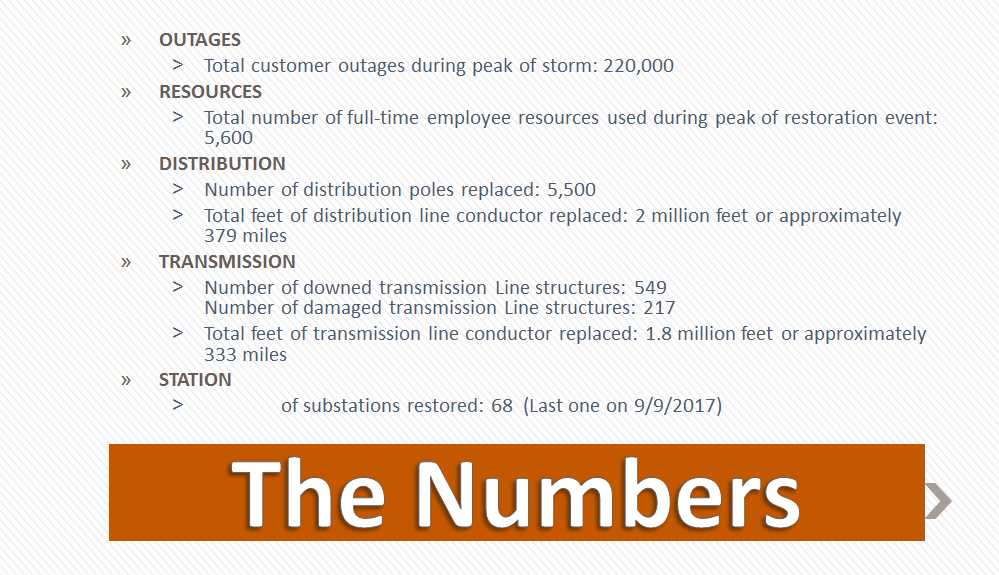 » OUTAGES
> Total customer outages during peak of storm: 220,000
» RESOURCES
> Total number of full-time employee resources used during peak of restoration event:
5,600
» DISTRIBUTION
> Number of distribution poles replaced: 5,500
> Total feet of distribution line conductor replaced: 2 million feet or approximately
379 miles
» TRANSMISSION
> Number of downed transmission Line structures: 549
Number of damaged transmission Line structures: 217
> Total feet of transmission line conductor replaced: 1.8 million feet or approximately
333 miles
» STATION
> of substations restored: 68 (Last one on 9/9/2017)
The Numbers